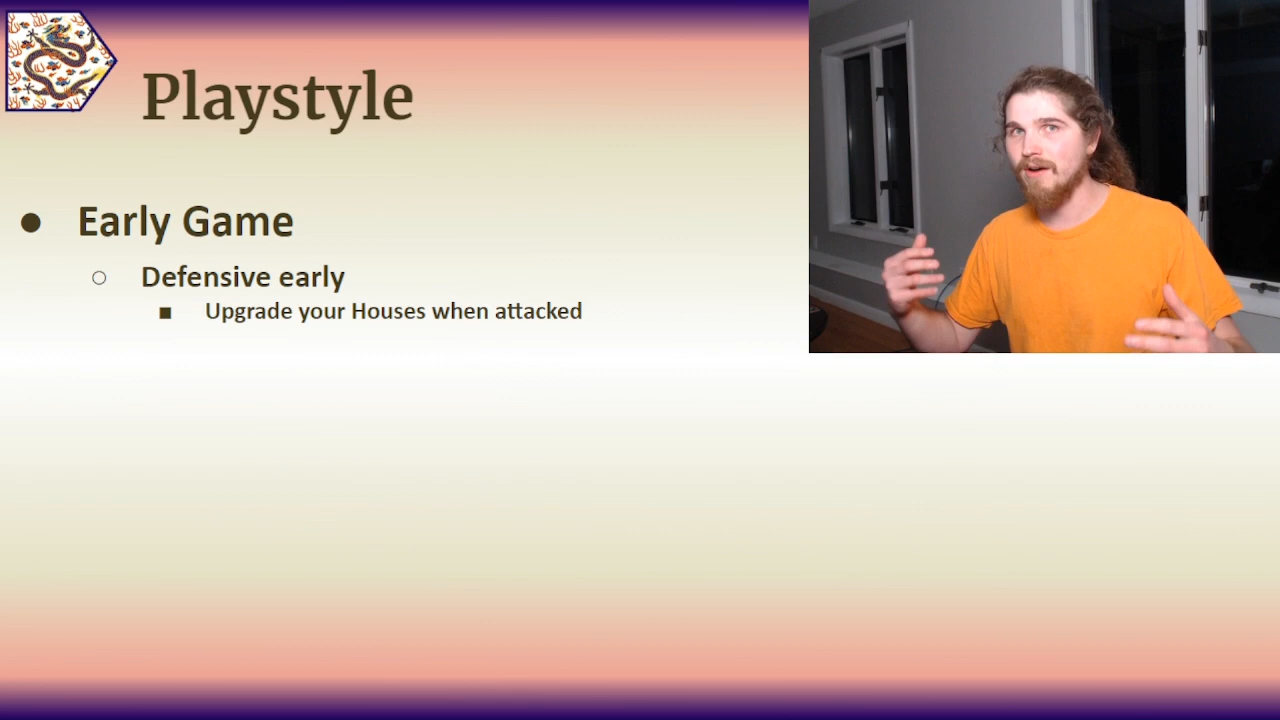 Playstyle
● Early Game
○ Defensive early
■ Upgrade your Houses when attacked